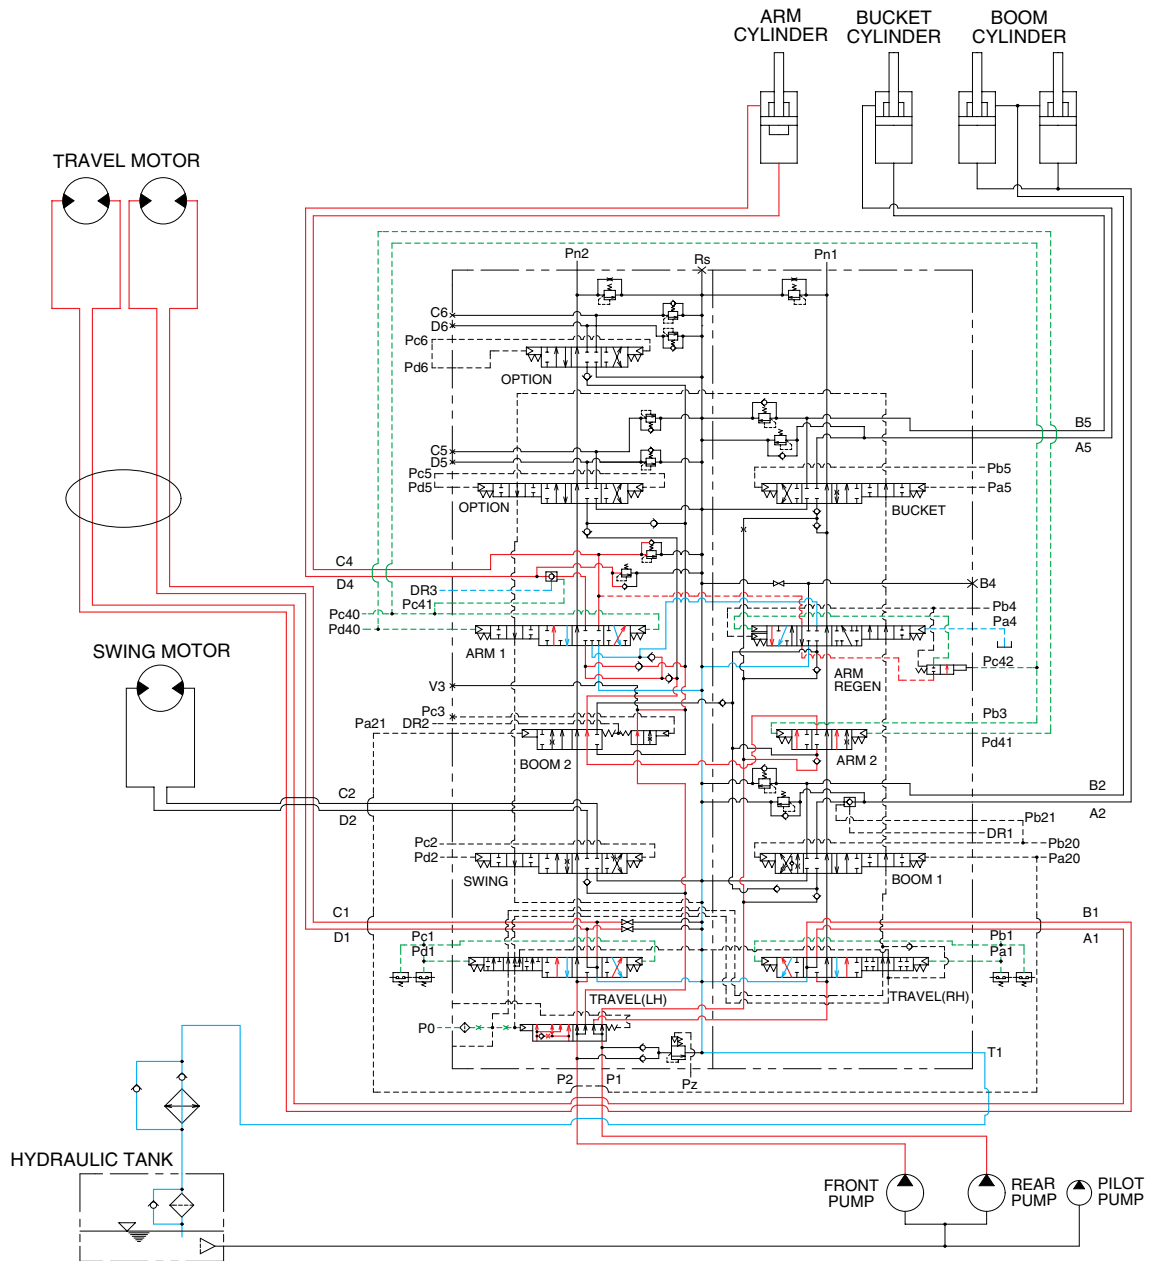 ARM
CYLINDER
BUCKET
CYLINDER
BOOM
CYLINDER
TRAVEL MOTOR
Pn2
Rs
Pn1
C6
D6
Pc6
Pd6
OPTION
B5
A5
C5
D5
Pc5
Pd5
OPTION
Pb5
Pa5
BUCKET
C4
D4
DR3
Pc41
Pc40
Pd40
ARM 1
B4
Pb4
Pa4
ARM
REGEN
Pc42
SWING MOTOR
V3
Pc3
Pa21
DR2
BOOM 2
Pb3
Pd41
ARM 2
C2
D2
B2
A2
Pb21
DR1
Pc2
Pd2
SWING
Pb20
Pa20
BOOM 1
C1
D1
B1
A1
Pc1
Pd1
Pb1
Pa1
TRAVEL(LH)
TRAVEL(RH)
P0
T1
P2
P1
Pz
HYDRAULIC TANK
FRONT
PUMP
REAR
PUMP
PILOT
PUMP